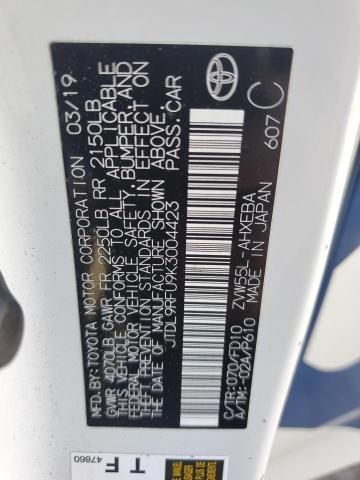 MFD.BY:TOYOTA MOTOR CORPORATION 03/19
GVWR 4070LB GAWR FR 2250LB RR 2150LB
THIS VEHICLE CONFORMS TO ALL APPLICABLE
FEDERAL MOTOR VEHICLE SAFETY,BUMPER,AND
THEFT PREVENTION STANDARDS IN EFFECT ON
THE DATE OF MANUFACTURE SHOWN ABOVE.
JTDL9RFU9K3004423 PASS.CAR
C/TR:070/FB10 ZVW55L-AHXEBA 607 C
A/TM:-02A/P610 MADE IN JAPAN
TOYOTA
T F
47860